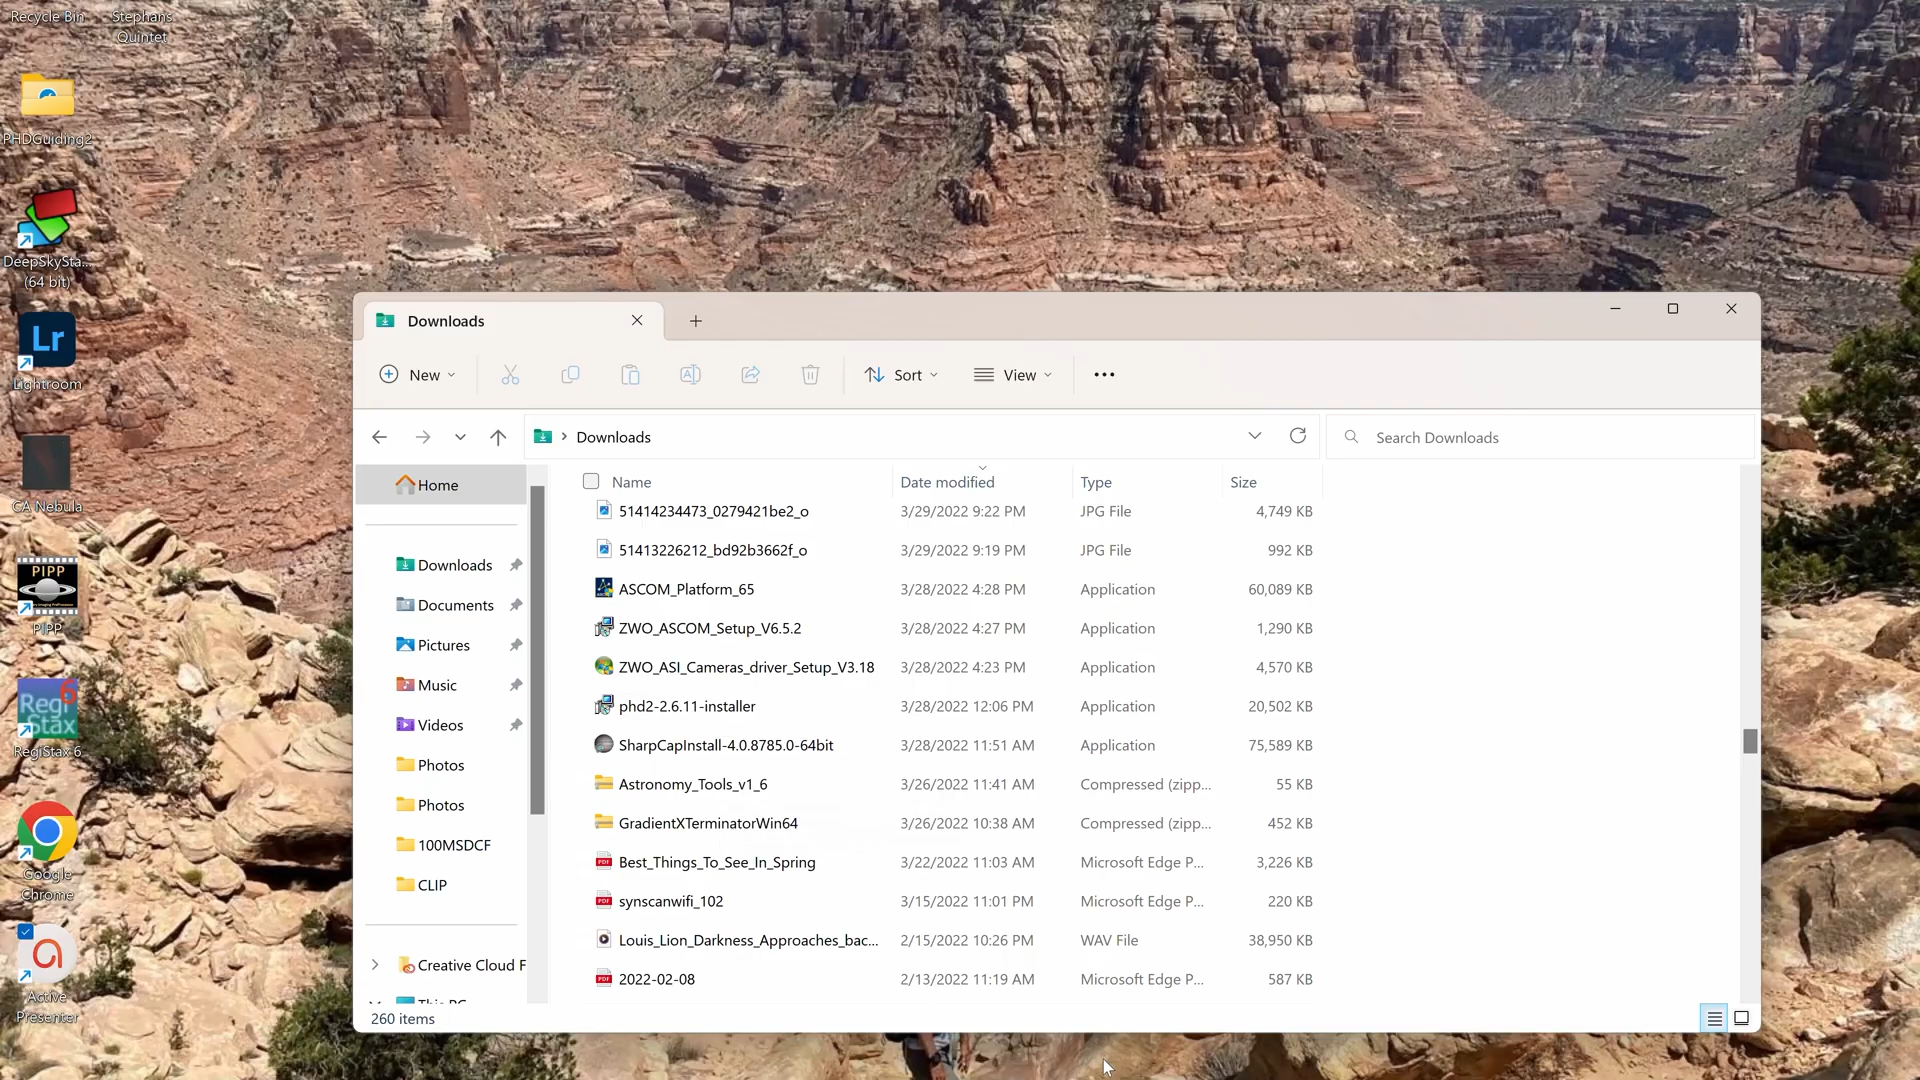 Recycle Bin
Stephans
Quintet
PHDGuiding2
DeepSkySta...
(64 bit)
Lr
Lightroom
CA Nebula
PIPP
PIPP
6
Regi
Stax
RegiStax 6
Google
Chrome
Active
Presenter
Downloads
New
Sort
View
Downloads
Search Downloads
Home
Downloads
Documents
Pictures
Music
Videos
Photos
Photos
100MSDCF
CLIP
Creative Cloud F
This PC
Name Date modified Type Size
51414234473_0279421be2_o 3/29/2022 9:22 PM JPG File 4,749 KB
51413226212_bd92b3662f_o 3/29/2022 9:19 PM JPG File 992 KB
ASCOM_Platform_65 3/28/2022 4:28 PM Application 60,089 KB
ZWO_ASCOM_Setup_V6.5.2 3/28/2022 4:27 PM Application 1,290 KB
ZWO_ASI_Cameras_driver_Setup_V3.18 3/28/2022 4:23 PM Application 4,570 KB
phd2-2.6.11-installer 3/28/2022 12:06 PM Application 20,502 KB
SharpCapInstall-4.0.8785.0-64bit 3/28/2022 11:51 AM Application 75,589 KB
Astronomy_Tools_v1_6 3/26/2022 11:41 AM Compressed (zipp... 55 KB
GradientXTerminatorWin64 3/26/2022 10:38 AM Compressed (zipp... 452 KB
Best_Things_To_See_In_Spring 3/22/2022 11:03 AM Microsoft Edge P... 3,226 KB
synscanwifi_102 3/15/2022 11:01 PM Microsoft Edge P... 220 KB
Louis_Lion_Darkness_Approaches_bac... 2/15/2022 10:26 PM WAV File 38,950 KB
2022-02-08 2/13/2022 11:19 AM Microsoft Edge P... 587 KB
260 items